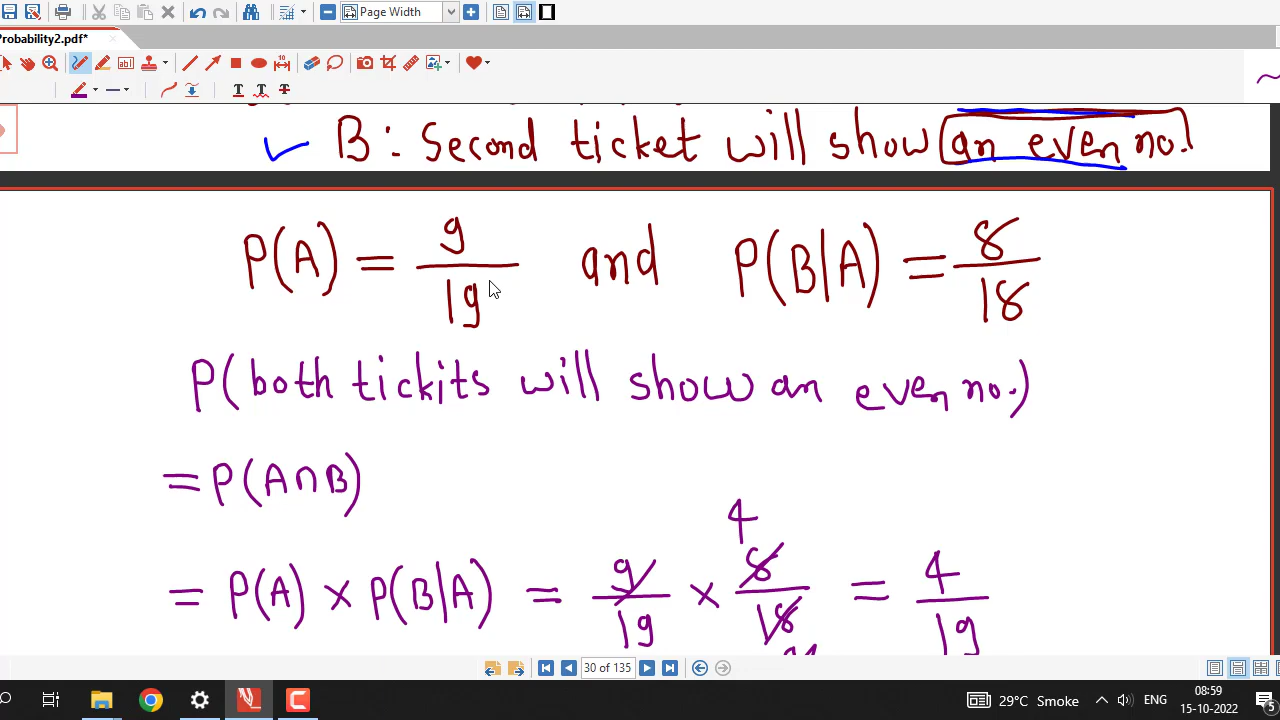 Page Width
Probability2.pdf*
B: Second ticket will show an even no.
P(A) = 9/19 and P(B|A) = 8/18
P( both tickits will show an even no.)
= P(A∩B)
4
= P(A) × P(B|A) = 9/19 × 8/18 = 4/19
30 of 135
29°C Smoke ENG 08:59
15-10-2022
5